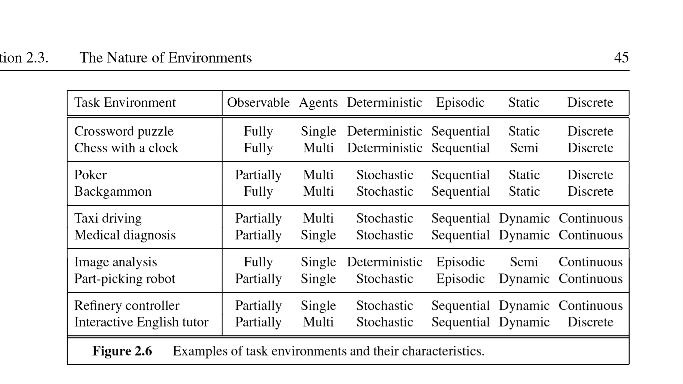 tion 2.3. The Nature of Environments 45
Task Environment Observable Agents Deterministic Episodic Static Discrete
Crossword puzzle Fully Single Deterministic Sequential Static Discrete
Chess with a clock Fully Multi Deterministic Sequential Semi Discrete
Poker Partially Multi Stochastic Sequential Static Discrete
Backgammon Fully Multi Stochastic Sequential Static Discrete
Taxi driving Partially Multi Stochastic Sequential Dynamic Continuous
Medical diagnosis Partially Single Stochastic Sequential Dynamic Continuous
Image analysis Fully Single Deterministic Episodic Semi Continuous
Part-picking robot Partially Single Stochastic Episodic Dynamic Continuous
Refinery controller Partially Single Stochastic Sequential Dynamic Continuous
Interactive English tutor Partially Multi Stochastic Sequential Dynamic Discrete
Figure 2.6 Examples of task environments and their characteristics.